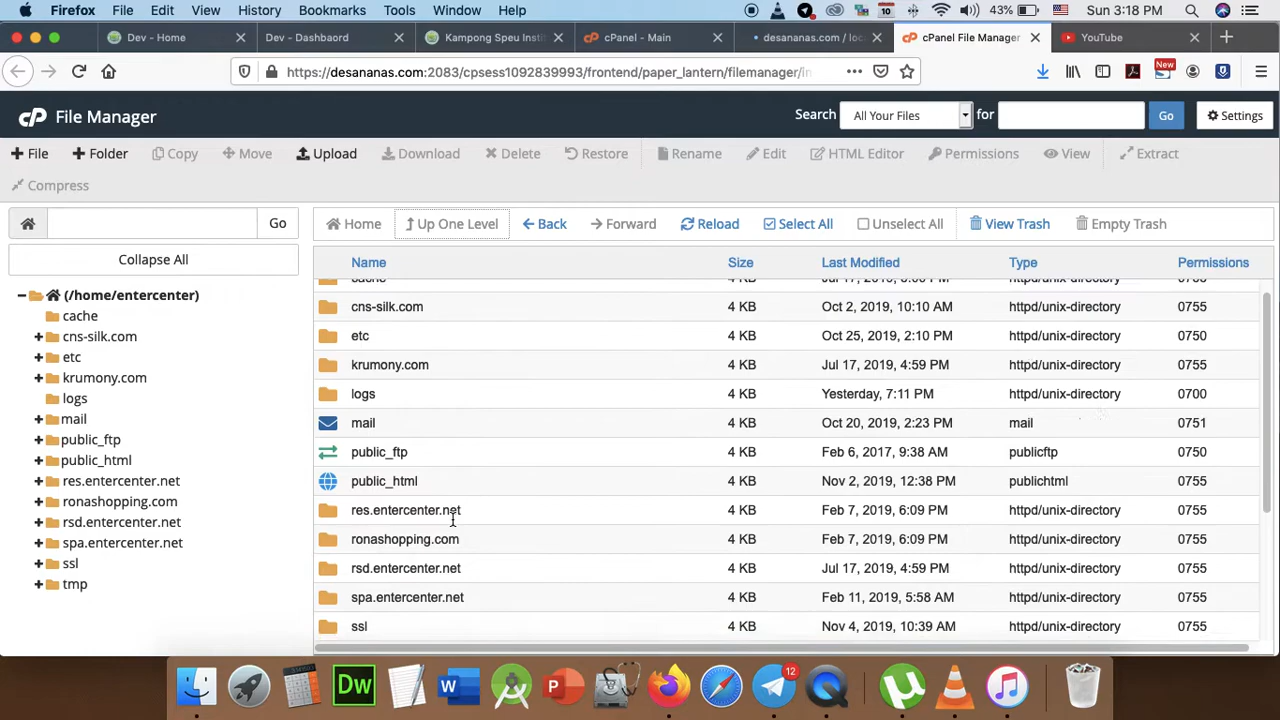 Firefox File Edit View History Bookmarks Tools Window Help 10 43% Sun 3:18 PM
Dev - Home Dev - Dashbaord Kampong Speu Insti cPanel - Main desananas.com / loc cPanel File Manager YouTube
https://desananas.com:2083/cpsess1092839993/frontend/paper_lantern/filemanager/in New
cP File Manager Search All Your Files for Go Settings
File Folder Copy Move Upload Download Delete Restore Rename Edit HTML Editor Permissions View Extract
Compress
Go Home Up One Level Back Forward Reload Select All Unselect All View Trash Empty Trash
Collapse All
Name Size Last Modified Type Permissions
(/home/entercenter)
cache
cns-silk.com
etc
krumony.com
logs
mail
public_ftp
public_html
res.entercenter.net
ronashopping.com
rsd.entercenter.net
spa.entercenter.net
ssl
tmp
cns-silk.com 4 KB Oct 2, 2019, 10:10 AM httpd/unix-directory 0755
etc 4 KB Oct 25, 2019, 2:10 PM httpd/unix-directory 0750
krumony.com 4 KB Jul 17, 2019, 4:59 PM httpd/unix-directory 0755
logs 4 KB Yesterday, 7:11 PM httpd/unix-directory 0700
mail 4 KB Oct 20, 2019, 2:23 PM mail 0751
public_ftp 4 KB Feb 6, 2017, 9:38 AM publicftp 0750
public_html 4 KB Nov 2, 2019, 12:38 PM publichtml 0755
res.entercenter.net 4 KB Feb 7, 2019, 6:09 PM httpd/unix-directory 0755
ronashopping.com 4 KB Feb 7, 2019, 6:09 PM httpd/unix-directory 0755
rsd.entercenter.net 4 KB Jul 17, 2019, 4:59 PM httpd/unix-directory 0755
spa.entercenter.net 4 KB Feb 11, 2019, 5:58 AM httpd/unix-directory 0755
ssl 4 KB Nov 4, 2019, 10:39 AM httpd/unix-directory 0755
Dw W P 12